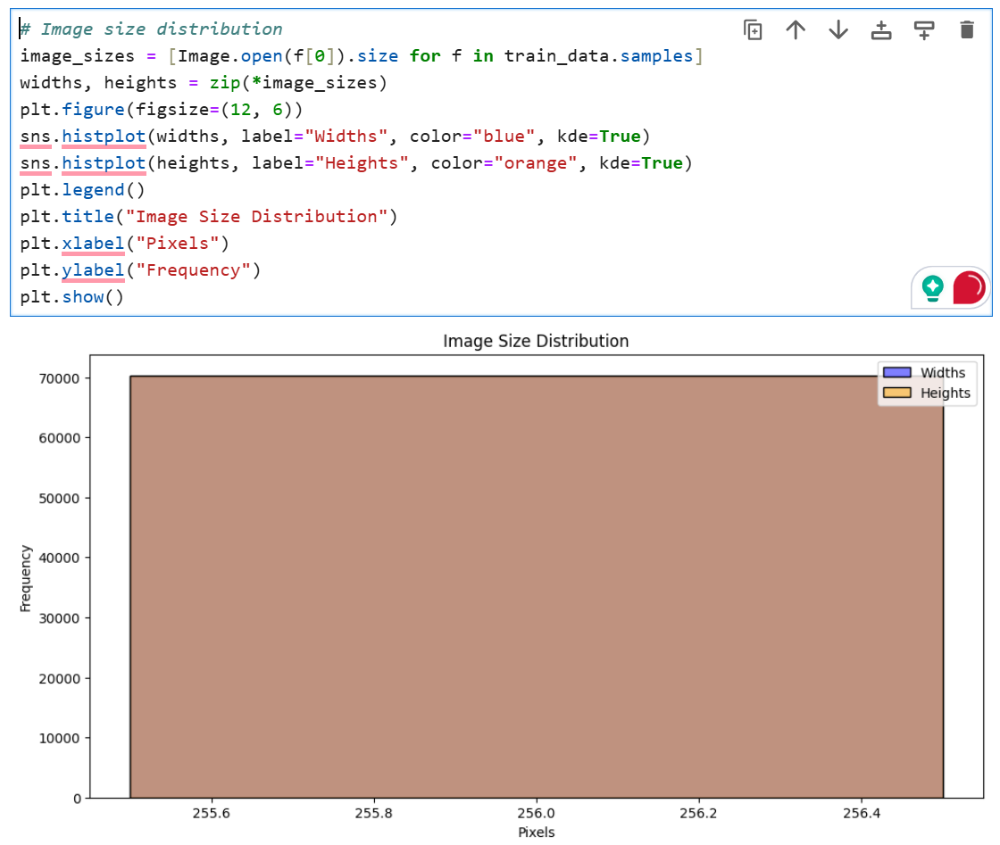 # Image size distribution
image_sizes = [Image.open(f[0]).size for f in train_data.samples]
widths, heights = zip(*image_sizes)
plt.figure(figsize=(12, 6))
sns.histplot(widths, label="Widths", color="blue", kde=True)
sns.histplot(heights, label="Heights", color="orange", kde=True)
plt.legend()
plt.title("Image Size Distribution")
plt.xlabel("Pixels")
plt.ylabel("Frequency")
plt.show()
Image Size Distribution
Widths
Heights
Frequency
70000
60000
50000
40000
30000
20000
10000
0
255.6 255.8 256.0 256.2 256.4
Pixels